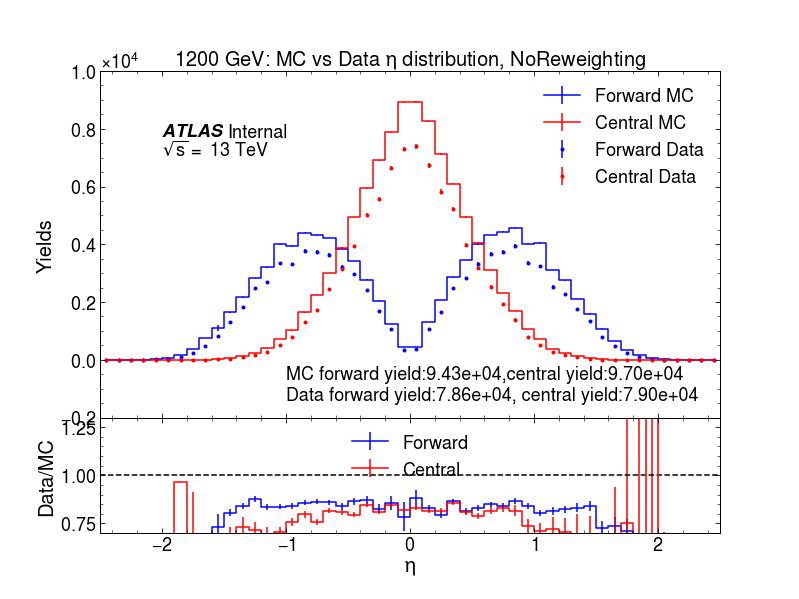 ×10⁴
1200 GeV: MC vs Data η distribution, NoReweighting
1.0
0.8
0.6
0.4
0.2
0.0
0.2
Yields
ATLAS Internal
√s = 13 TeV
Forward MC
Central MC
Forward Data
Central Data
MC forward yield:9.43e+04,central yield:9.70e+04
Data forward yield:7.86e+04, central yield:7.90e+04
1.25
1.00
0.75
Data/MC
Forward
Central
−2 −1 0 1 2
η